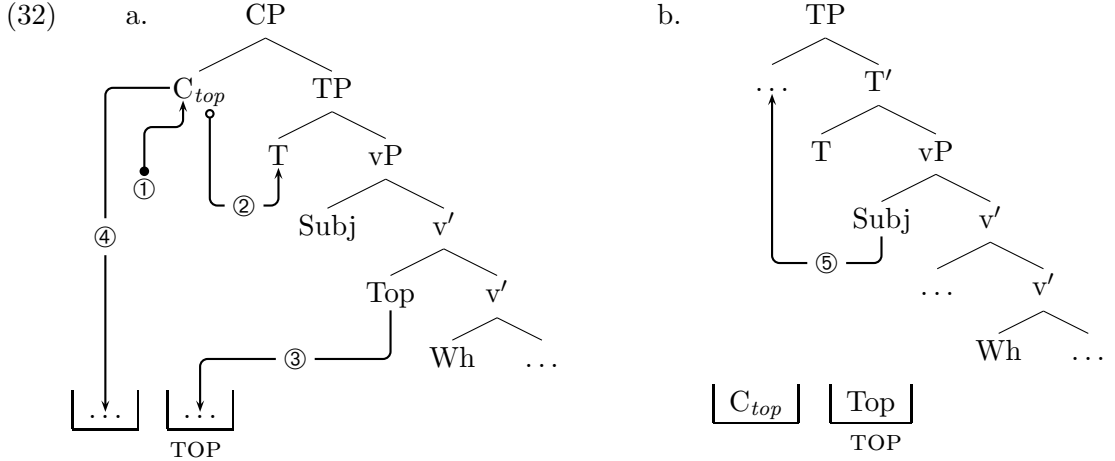 (32) a. CP b. TP
C_top TP … T′
T vP T vP
① ② Subj v′ Subj v′
④ ⑤
Top v′ … v′
③ Wh … Wh …
… … C_top Top
TOP TOP